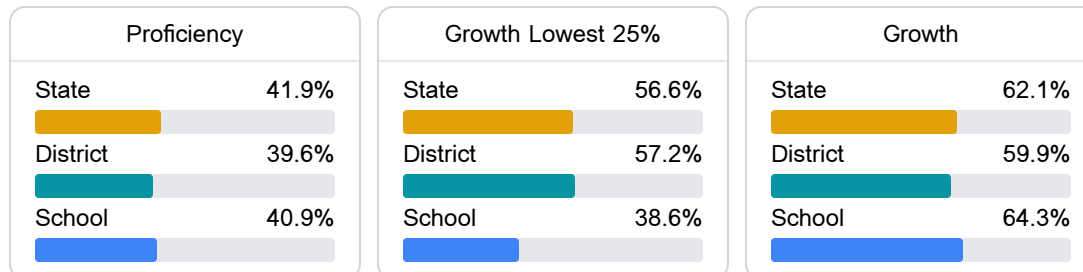 Proficiency
State 41.9%
District 39.6%
School 40.9%
Growth Lowest 25%
State 56.6%
District 57.2%
School 38.6%
Growth
State 62.1%
District 59.9%
School 64.3%